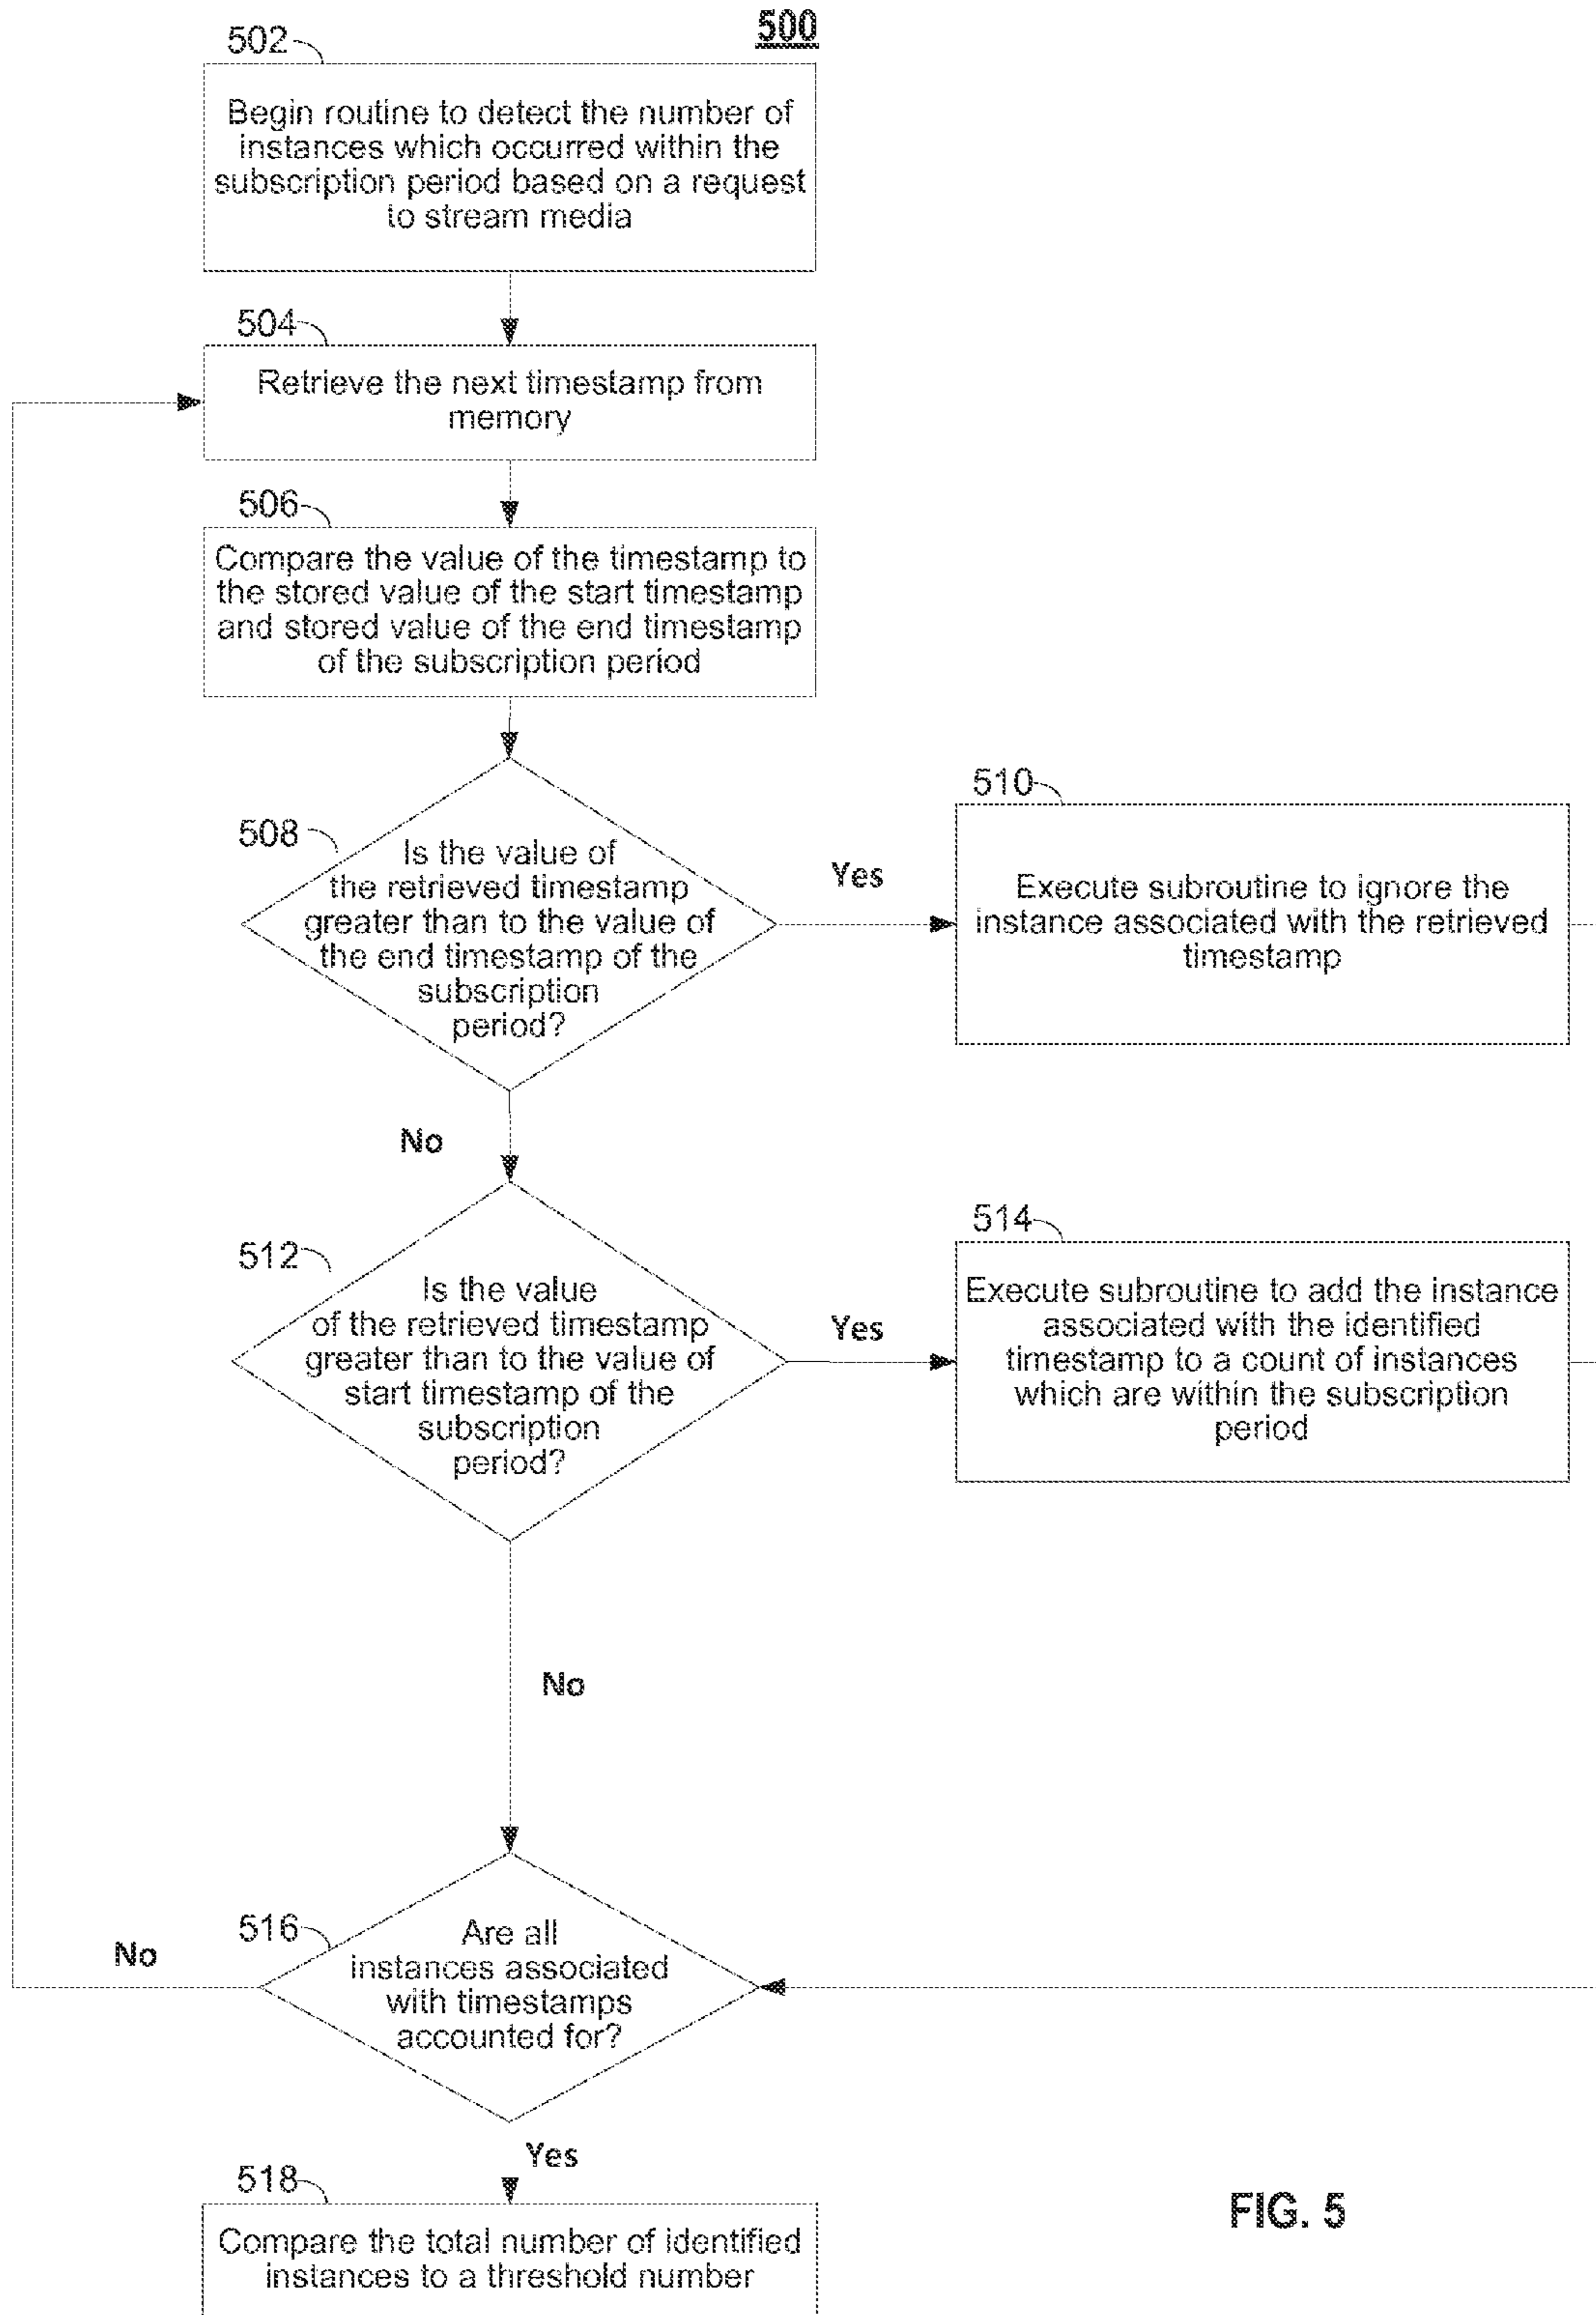 500
502
Begin routine to detect the number of
instances which occurred within the
subscription period based on a request
to stream media
504
Retrieve the next timestamp from
memory
506
Compare the value of the timestamp to
the stored value of the start timestamp
and stored value of the end timestamp
of the subscription period
508
Is the value of
the retrieved timestamp
greater than to the value of
the end timestamp of the
subscription
period?
Yes
510
Execute subroutine to ignore the
instance associated with the retrieved
timestamp
No
512
Is the value
of the retrieved timestamp
greater than to the value of
start timestamp of the
subscription
period?
Yes
514
Execute subroutine to add the instance
associated with the identified
timestamp to a count of instances
which are within the subscription
period
No
516
Are all
instances associated
with timestamps
accounted for?
No
Yes
518
Compare the total number of identified
instances to a threshold number
FIG. 5